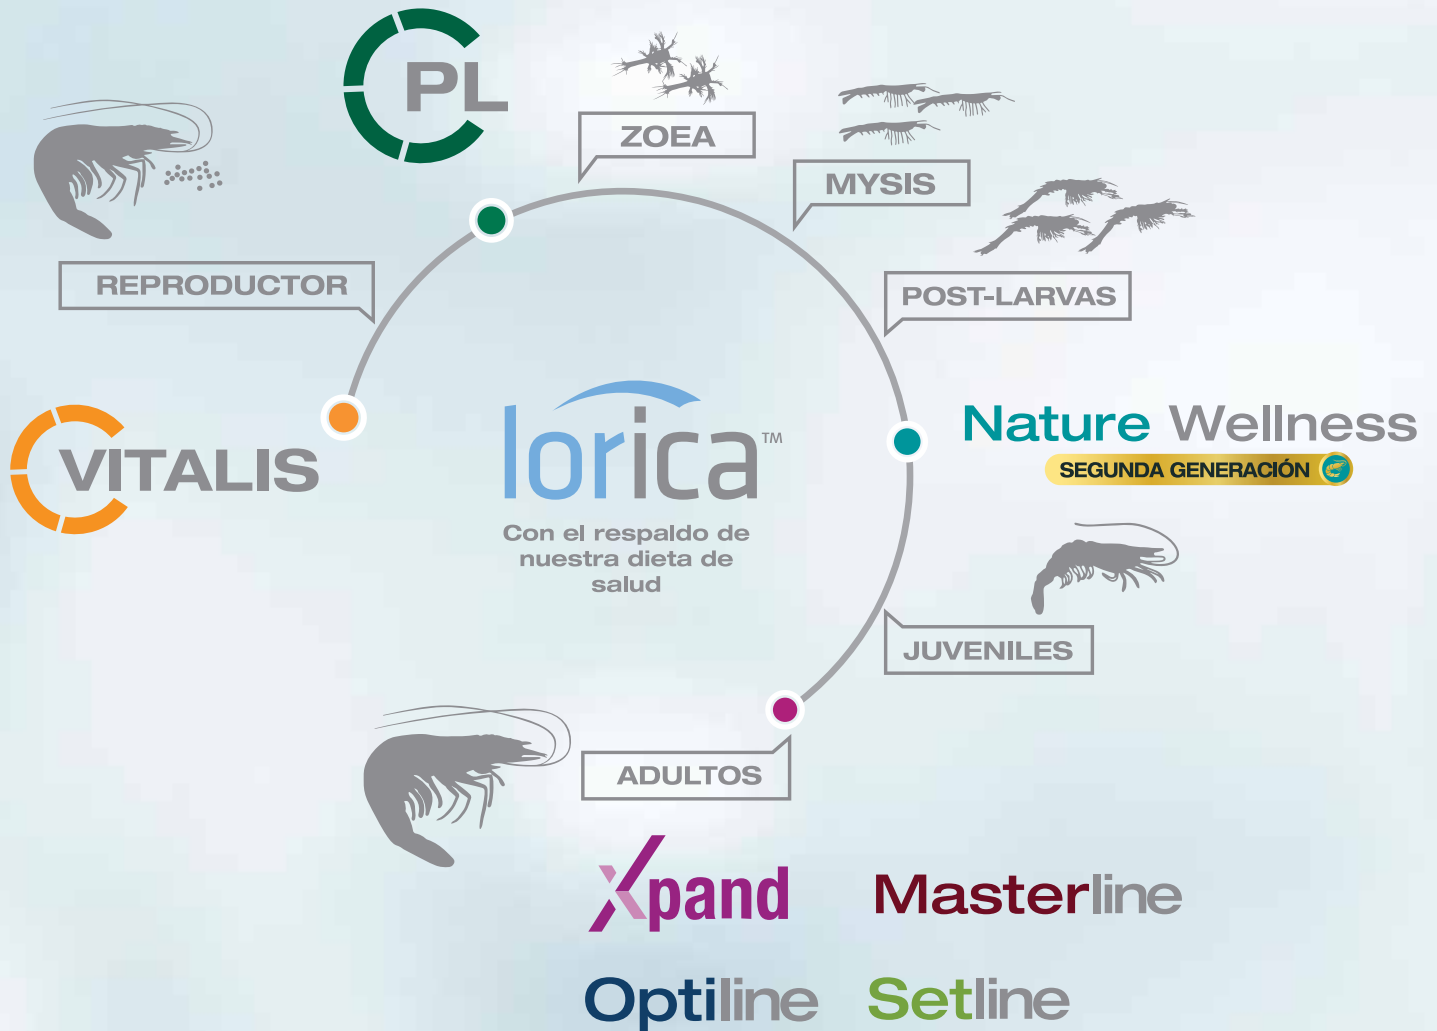 PL
ZOEA
MYSIS
REPRODUCTOR
POST-LARVAS
VITALIS
lorica™
Con el respaldo de
nuestra dieta de
salud
Nature Wellness
SEGUNDA GENERACIÓN
JUVENILES
ADULTOS
Xpand
Masterline
Optiline
Setline